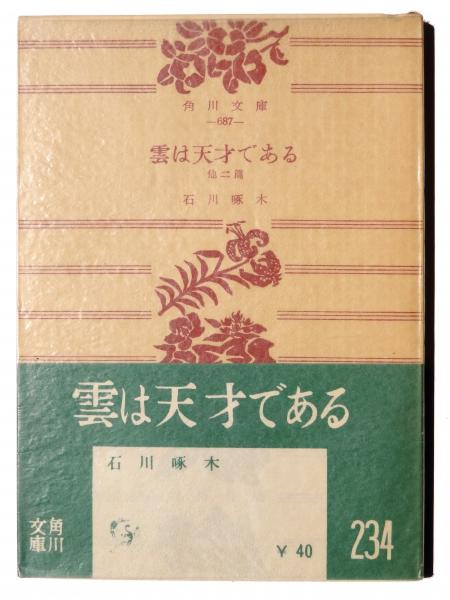 角川文庫
—687—
雲は天才である
他二篇
石川啄木
雲は天才である
石川啄木
角川文庫
¥ 40
234